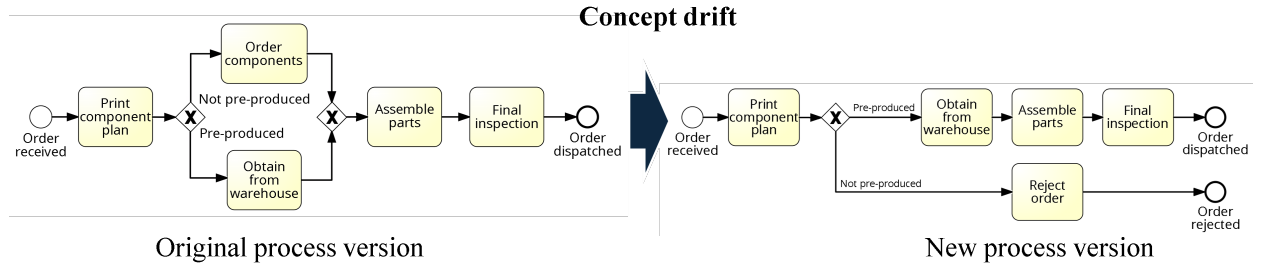 Concept drift
Order
components
Print
component
plan
X
Not pre-produced
Pre-produced
X
Assemble
parts
Final
inspection
Order
received
Order
dispatched
Obtain
from
warehouse
Original process version
Print
component
plan
X
Pre-produced
Obtain
from
warehouse
Assemble
parts
Final
inspection
Order
received
Order
dispatched
Not pre-produced
Reject
order
Order
rejected
New process version